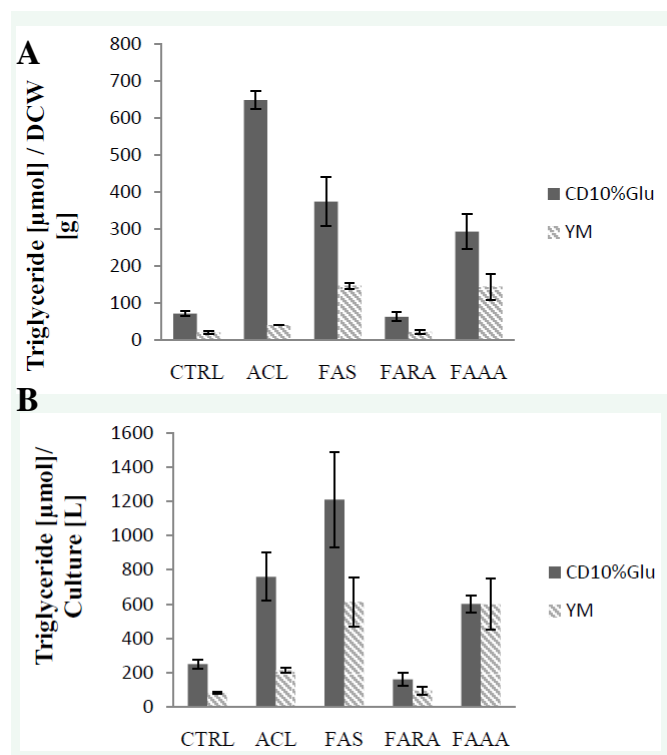 A
Triglyceride [µmol] / DCW
[g]
800
700
600
500
400
300
200
100
0
CTRL ACL FAS FARA FAAA
CD10%Glu
YM
B
Triglyceride [µmol]/
Culture [L]
1600
1400
1200
1000
800
600
400
200
0
CTRL ACL FAS FARA FAAA
CD10%Glu
YM